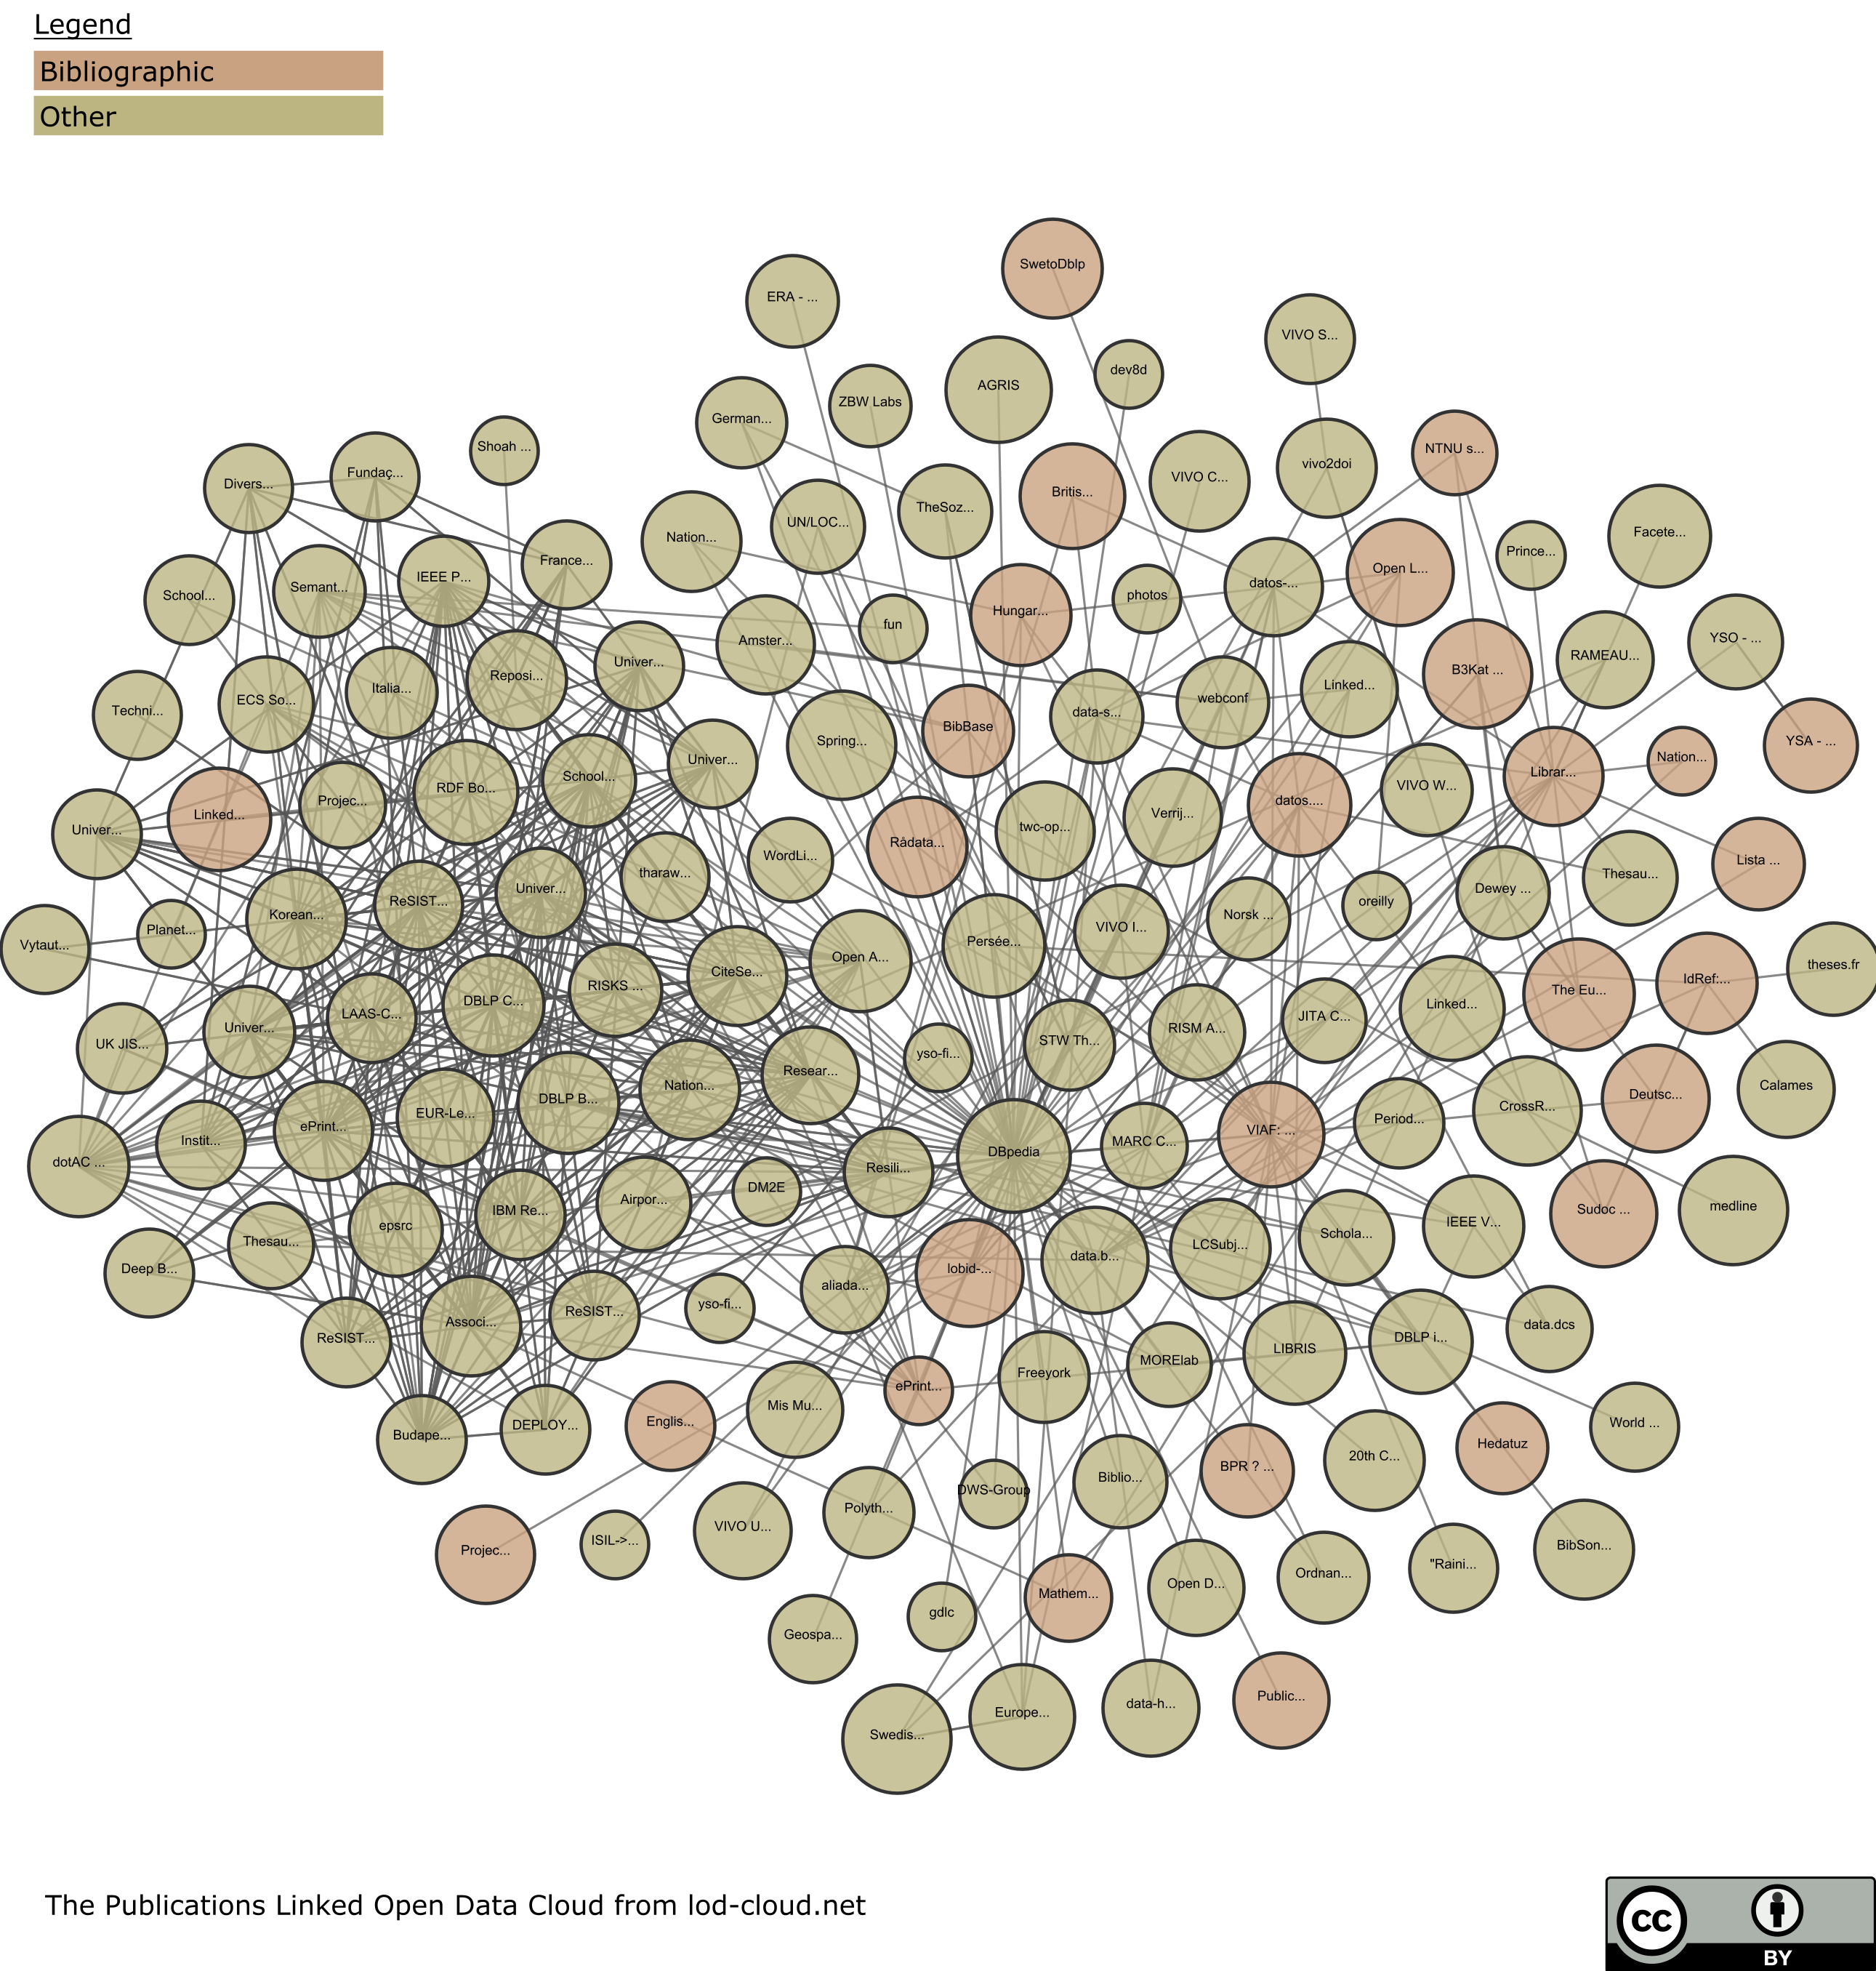 Legend
Bibliographic
Other
SwetoDblp
ERA - ...
VIVO S...
dev8d
AGRIS
ZBW Labs
German...
Shoah ...
NTNU s...
vivo2doi
Fundaç...
VIVO C...
Divers...
Britis...
TheSoz...
UN/LOC...
Facete...
Nation...
Prince...
France...
Open L...
IEEE P...
datos-...
Semant...
School...
photos
Hungar...
fun
Amster...
YSO - ...
RAMEAU...
Univer...
B3Kat ...
Reposi...
Linked...
Italia...
ECS So...
webconf
Techni...
data-s...
BibBase
Spring...
YSA - ...
Nation...
Univer...
Librar...
School...
VIVO W...
RDF Bo...
Projec...
datos....
Linked...
Verrij...
twc-op...
Univer...
Rådata...
WordLi...
Lista ...
Thesau...
tharaw...
Univer...
Dewey ...
ReSIST...
oreilly
Korean...
Norsk ...
VIVO I...
Planet...
Vytaut...
Persée...
Open A...
theses.fr
CiteSe...
IdRef:...
RISKS ...
The Eu...
DBLP C...
Linked...
LAAS-C...
JITA C...
Univer...
RISM A...
STW Th...
UK JIS...
yso-fi...
Resear...
Nation...
Calames
Deutsc...
DBLP B...
CrossR...
EUR-Le...
Period...
ePrint...
VIAF: ...
Instit...
MARC C...
DBpedia
dotAC ...
Resili...
DM2E
Airpor...
medline
Sudoc ...
IBM Re...
epsrc
IEEE V...
Schola...
Thesau...
LCSubj...
data.b...
Deep B...
lobid-...
aliada...
yso-fi...
ReSIST...
Associ...
data.dcs
ReSIST...
DBLP i...
LIBRIS
MORElab
Freeyork
ePrint...
Mis Mu...
Englis...
DEPLOY...
Budape...
World ...
Hedatuz
20th C...
BPR ? ...
Biblio...
DWS-Group
Polyth...
VIVO U...
ISIL->...
Projec...
BibSon...
"Raini...
Ordnan...
Open D...
Mathem...
gdlc
Geospa...
Public...
data-h...
Europe...
Swedis...
The Publications Linked Open Data Cloud from lod-cloud.net
cc
BY